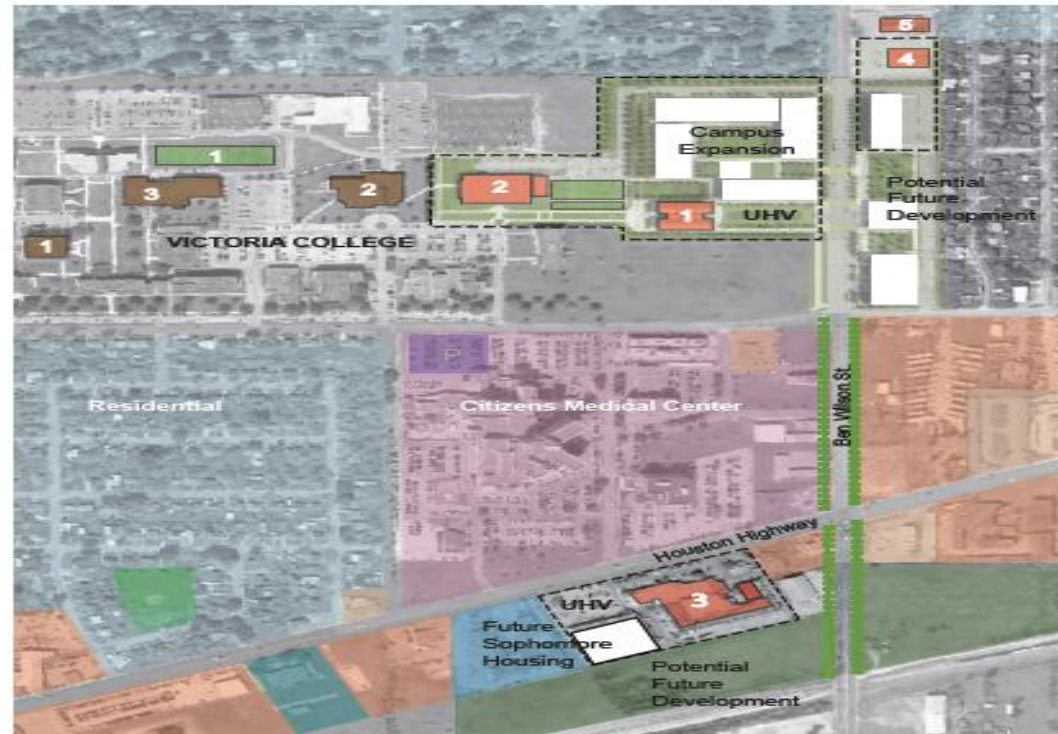 5
4
Campus
Expansion
1
3
2
2
1
UHV
Potential
Future
Development
1
VICTORIA COLLEGE
P
Residential
Citizens Medical Center
Ben Willson St.
Houston Highway
UHV
3
Future
Sophomore
Housing
Potential
Future
Development